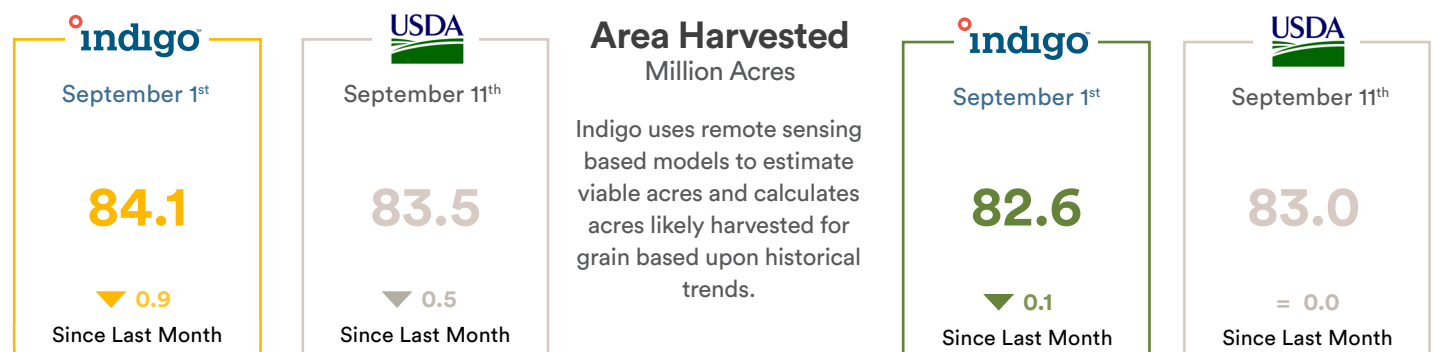 indigo
September 1st
84.1
▼ 0.9
Since Last Month
USDA
September 11th
83.5
▼ 0.5
Since Last Month
Area Harvested
Million Acres
Indigo uses remote sensing
based models to estimate
viable acres and calculates
acres likely harvested for
grain based upon historical
trends.
indigo
September 1st
82.6
▼ 0.1
Since Last Month
USDA
September 11th
83.0
= 0.0
Since Last Month